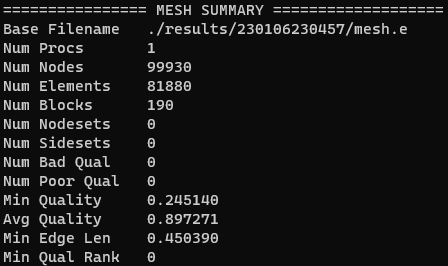 ================ MESH SUMMARY ===================
Base Filename   ./results/230106230457/mesh.e
Num Procs       1
Num Nodes       99930
Num Elements    81880
Num Blocks      190
Num Nodesets    0
Num Sidesets    0
Num Bad Qual    0
Num Poor Qual   0
Min Quality     0.245140
Avg Quality     0.897271
Min Edge Len    0.450390
Min Qual Rank   0